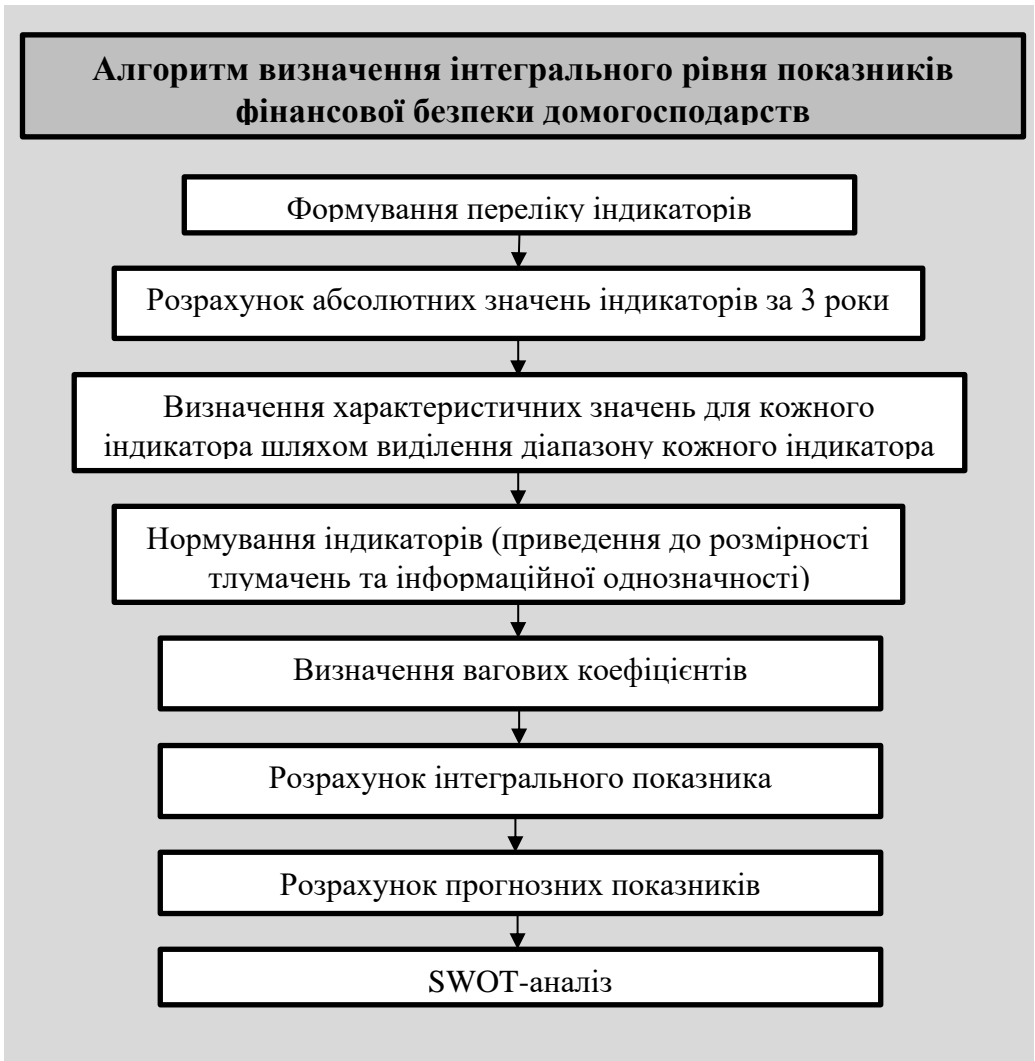 Алгоритм визначення інтегрального рівня показників
фінансової безпеки домогосподарств
Формування переліку індикаторів
Розрахунок абсолютних значень індикаторів за 3 роки
Визначення характеристичних значень для кожного
індикатора шляхом виділення діапазону кожного індикатора
Нормування індикаторів (приведення до розмірності
тлумачень та інформаційної однозначності)
Визначення вагових коефіцієнтів
Розрахунок інтегрального показника
Розрахунок прогнозних показників
SWOT-аналіз